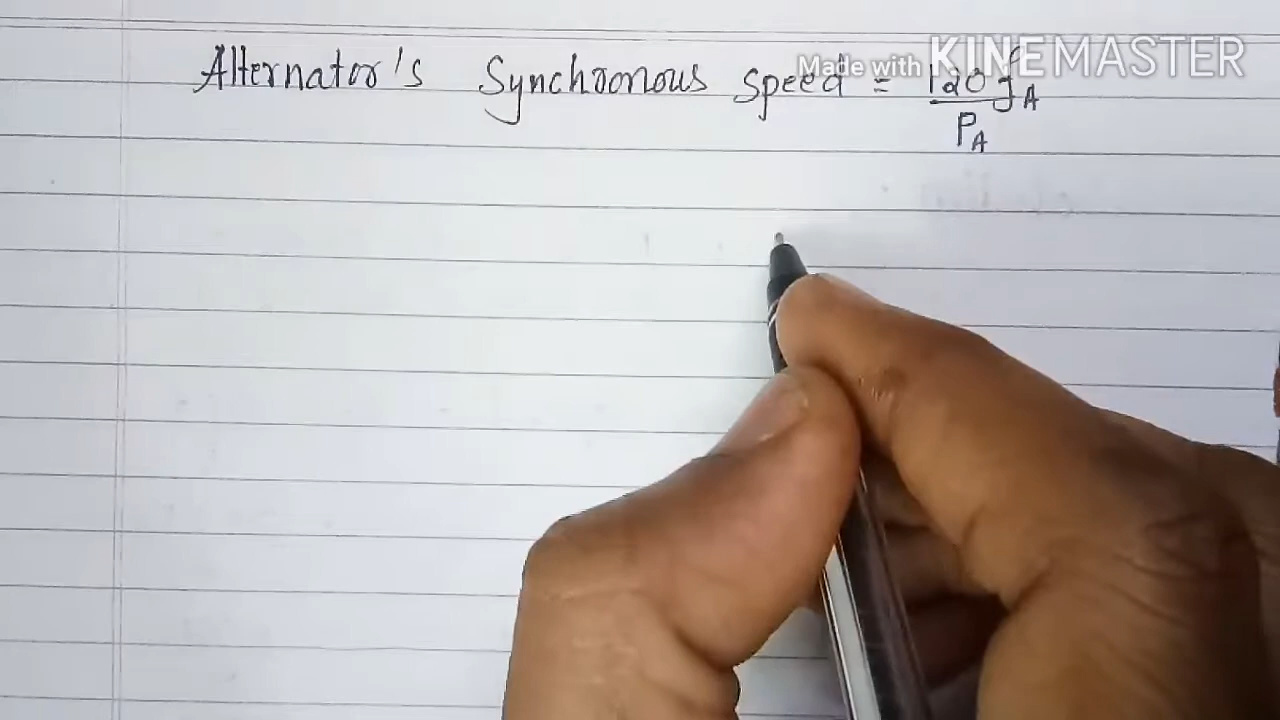 Alternator's Synchronous Speed = 120 f_A / P_A
Made with KINEMASTER